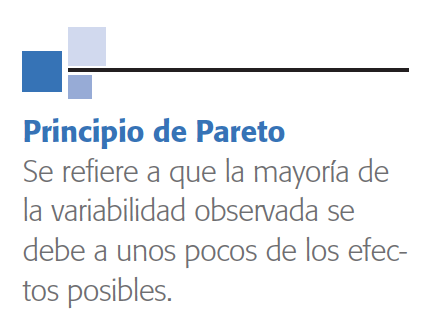 Principio de Pareto
Se refiere a que la mayoría de
la variabilidad observada se
debe a unos pocos de los efec-
tos posibles.